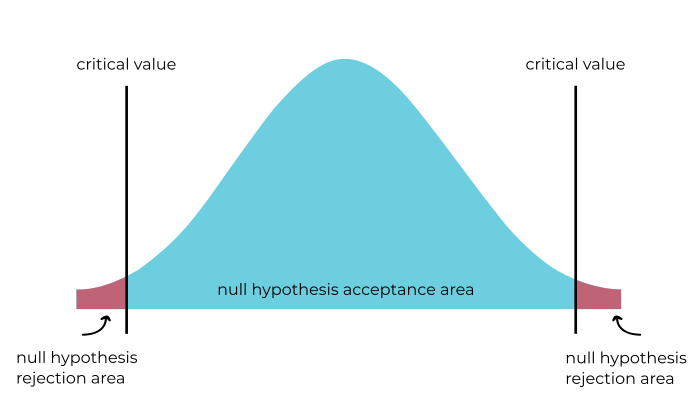 critical value
critical value
null hypothesis acceptance area
null hypothesis
rejection area
null hypothesis
rejection area